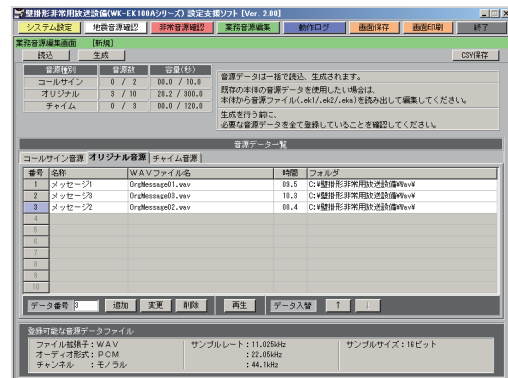 壁掛形非常用放送設備(WK-EK100Aシリーズ) 設定支援ソフト [Ver. 2.00]
システム設定 地震音源確認 非常音源確認 業務音源編集 動作ログ 画面保存 画面印刷 終了
業務音源編集画面 [新規]
読込 生成 CSV保存
音源種別 音源数 容量(秒)
コールサイン 0 / 2 00.0 / 10.0
オリジナル 3 / 10 28.2 / 300.0
チャイム 0 / 3 00.0 / 120.0
音源データは一括で読込、生成されます。
既存の本体の音源データを使用したい場合は、
本体から音源ファイル(.ek1/.ek2/.eka)を読み出して編集してください。
生成を行う前に、
必要な音源データを全て登録していることを確認してください。
音源データ一覧
コールサイン音源 オリジナル音源 チャイム音源
番号 名称 WAVファイル名 時間 フォルダ
1 メッセージ1 OrgMessage01.wav 09.5 C:¥壁掛形非常用放送設備¥Wav¥
2 メッセージ3 OrgMessage03.wav 10.3 C:¥壁掛形非常用放送設備¥Wav¥
3 メッセージ2 OrgMessage02.wav 08.4 C:¥壁掛形非常用放送設備¥Wav¥
4
5
6
7
8
9
10
データ番号 3 追加 変更 削除 再生 データ入替 ↑ ↓
登録可能な音源データファイル
ファイル拡張子：WAV サンプルレート：11.025kHz サンプルサイズ：16ビット
オーディオ形式：PCM ：22.05kHz
チャンネル ：モノラル ：44.1kHz